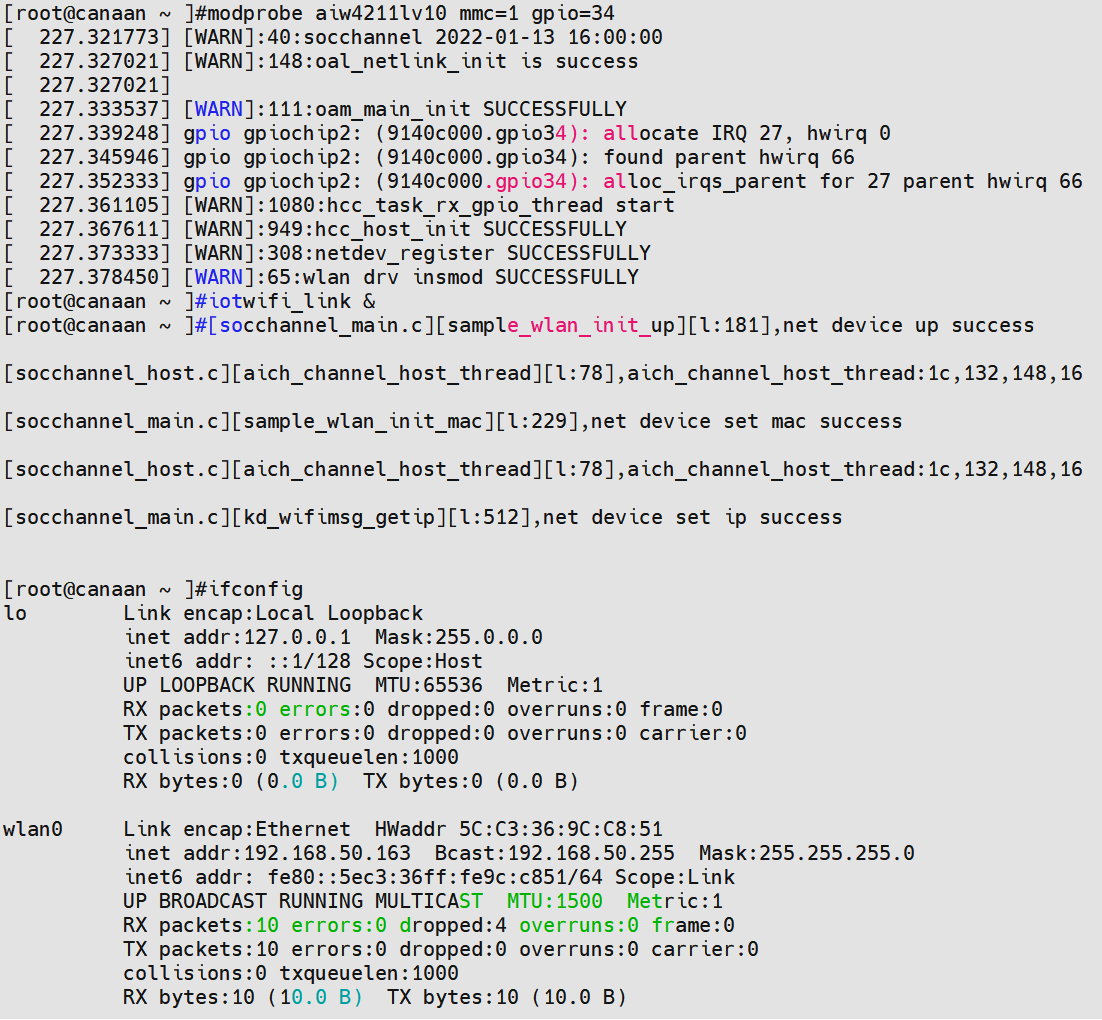 [root@canaan ~ ]#modprobe aiw4211lv10 mmc=1 gpio=34
[  227.321773] [WARN]:40:socchannel 2022-01-13 16:00:00
[  227.327021] [WARN]:148:oal_netlink_init is success
[  227.327021]
[  227.333537] [WARN]:111:oam_main_init SUCCESSFULLY
[  227.339248] gpio gpiochip2: (9140c000.gpio34): allocate IRQ 27, hwirq 0
[  227.345946] gpio gpiochip2: (9140c000.gpio34): found parent hwirq 66
[  227.352333] gpio gpiochip2: (9140c000.gpio34): alloc_irqs_parent for 27 parent hwirq 66
[  227.361105] [WARN]:1080:hcc_task_rx_gpio_thread start
[  227.367611] [WARN]:949:hcc_host_init SUCCESSFULLY
[  227.373333] [WARN]:308:netdev_register SUCCESSFULLY
[  227.378450] [WARN]:65:wlan drv insmod SUCCESSFULLY
[root@canaan ~ ]#iotwifi_link &
[root@canaan ~ ]#[socchannel_main.c][sample_wlan_init_up][l:181],net device up success
[socchannel_host.c][aich_channel_host_thread][l:78],aich_channel_host_thread:1c,132,148,16
[socchannel_main.c][sample_wlan_init_mac][l:229],net device set mac success
[socchannel_host.c][aich_channel_host_thread][l:78],aich_channel_host_thread:1c,132,148,16
[socchannel_main.c][kd_wifimsg_getip][l:512],net device set ip success
[root@canaan ~ ]#ifconfig
lo        Link encap:Local Loopback
          inet addr:127.0.0.1  Mask:255.0.0.0
          inet6 addr: ::1/128 Scope:Host
          UP LOOPBACK RUNNING  MTU:65536  Metric:1
          RX packets:0 errors:0 dropped:0 overruns:0 frame:0
          TX packets:0 errors:0 dropped:0 overruns:0 carrier:0
          collisions:0 txqueuelen:1000
          RX bytes:0 (0.0 B)  TX bytes:0 (0.0 B)
wlan0     Link encap:Ethernet  HWaddr 5C:C3:36:9C:C8:51
          inet addr:192.168.50.163  Bcast:192.168.50.255  Mask:255.255.255.0
          inet6 addr: fe80::5ec3:36ff:fe9c:c851/64 Scope:Link
          UP BROADCAST RUNNING MULTICAST  MTU:1500  Metric:1
          RX packets:10 errors:0 dropped:4 overruns:0 frame:0
          TX packets:10 errors:0 dropped:0 overruns:0 carrier:0
          collisions:0 txqueuelen:1000
          RX bytes:10 (10.0 B)  TX bytes:10 (10.0 B)